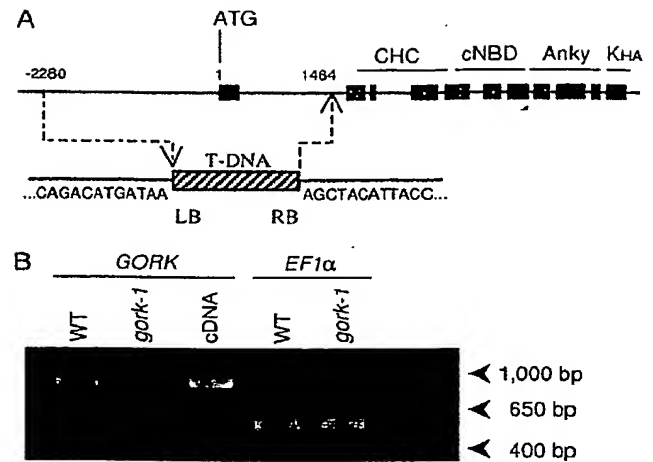 A
ATG
-2280
1
1464
CHC
cNBD
Anky
KHA
T-DNA
...CAGACATGATAA
AGCTACATTACC...
LB
RB
B
GORK
EF1α
WT
gork-1
cDNA
WT
gork-1
1,000 bp
650 bp
400 bp